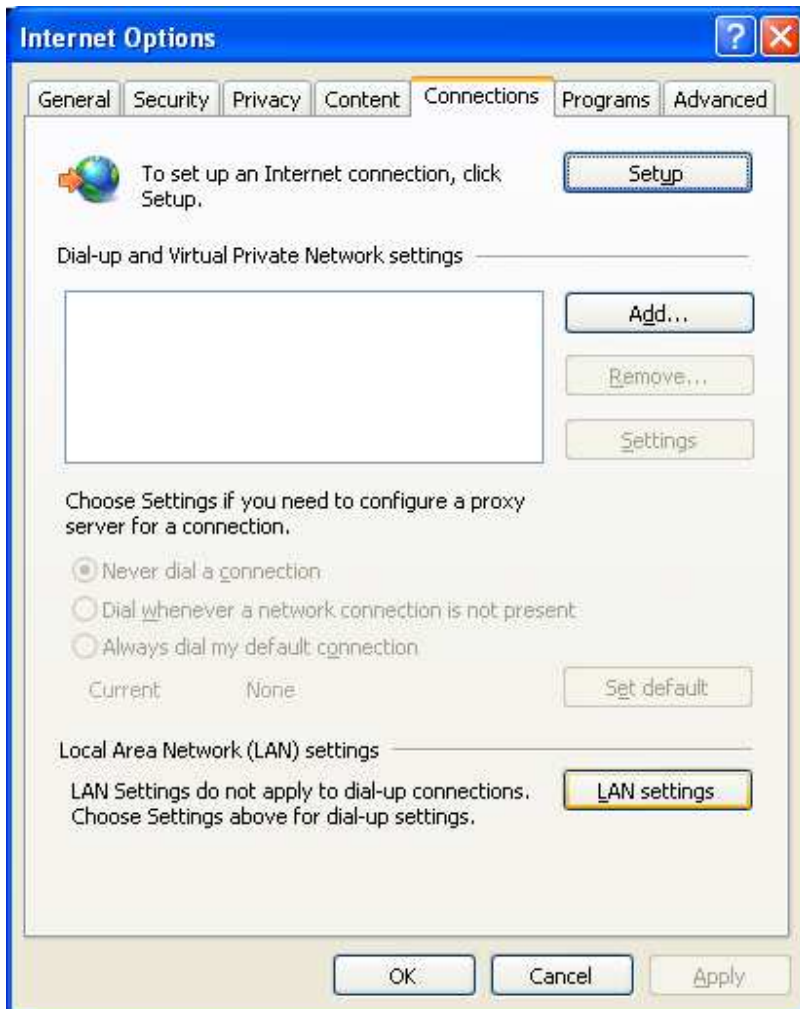 Internet Options
?
General Security Privacy Content Connections Programs Advanced
To set up an Internet connection, click
Setup.
Setup
Dial-up and Virtual Private Network settings
Add...
Remove...
Settings
Choose Settings if you need to configure a proxy
server for a connection.
Never dial a connection
Dial whenever a network connection is not present
Always dial my default connection
Current None
Set default
Local Area Network (LAN) settings
LAN Settings do not apply to dial-up connections.
Choose Settings above for dial-up settings.
LAN settings
OK Cancel Apply